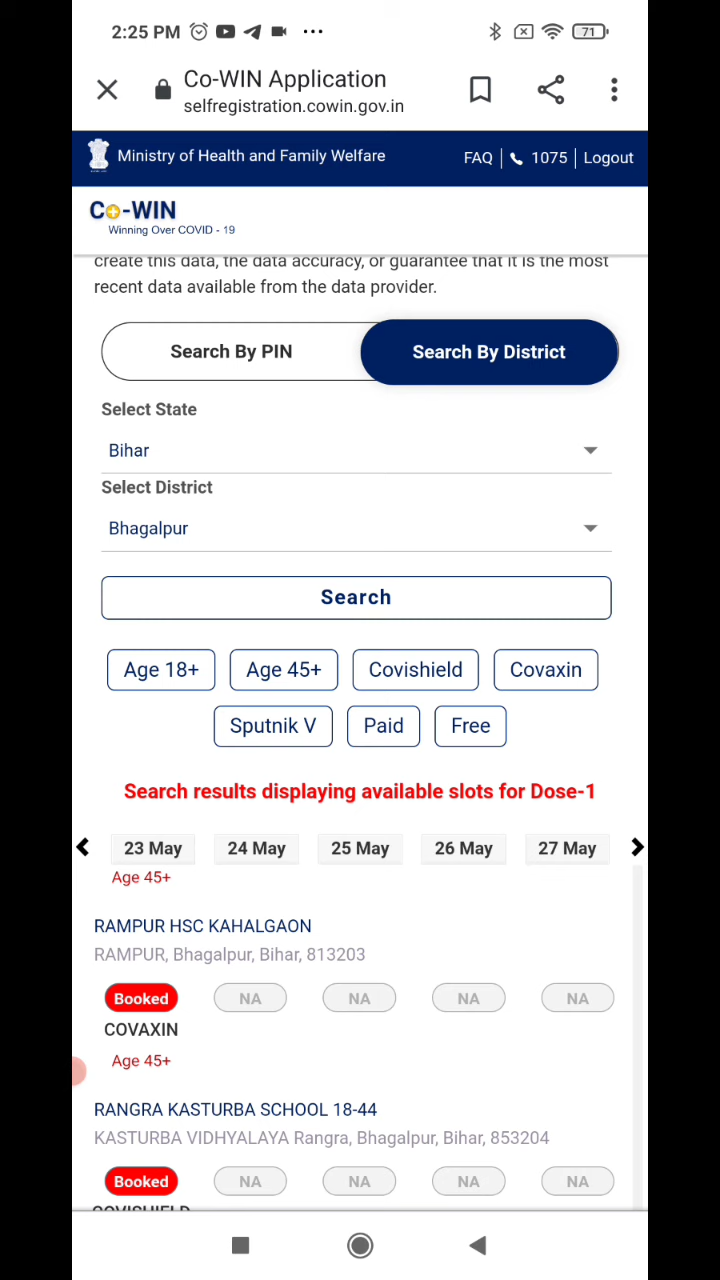 2:25 PM
71
Co-WIN Application
selfregistration.cowin.gov.in
Ministry of Health and Family Welfare
FAQ 1075 Logout
Co-WIN
Winning Over COVID - 19
create this data, the data accuracy, or guarantee that it is the most
recent data available from the data provider.
Search By PIN Search By District
Select State
Bihar
Select District
Bhagalpur
Search
Age 18+ Age 45+ Covishield Covaxin
Sputnik V Paid Free
Search results displaying available slots for Dose-1
23 May 24 May 25 May 26 May 27 May
Age 45+
RAMPUR HSC KAHALGAON
RAMPUR, Bhagalpur, Bihar, 813203
Booked NA NA NA NA
COVAXIN
Age 45+
RANGRA KASTURBA SCHOOL 18-44
KASTURBA VIDHYALAYA Rangra, Bhagalpur, Bihar, 853204
Booked NA NA NA NA
COVISHIELD